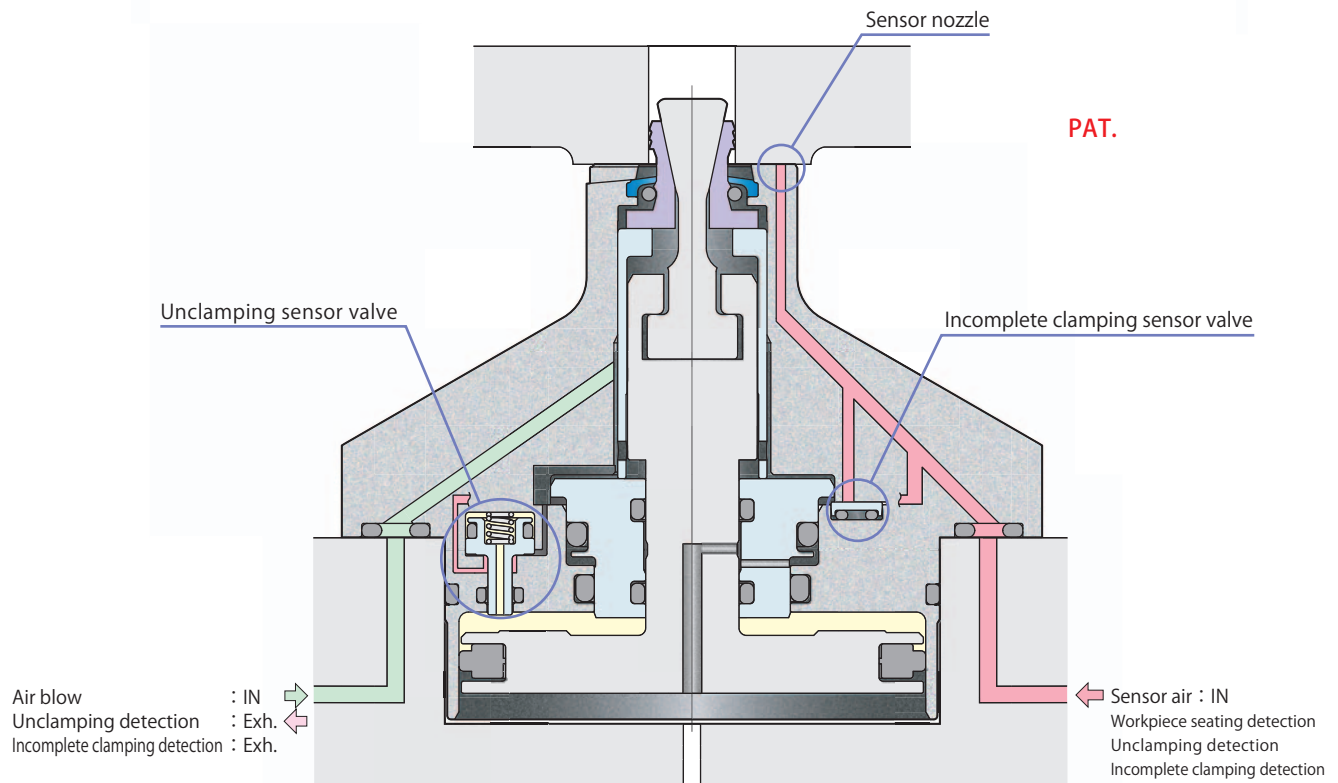 Sensor nozzle
PAT.
Unclamping sensor valve
Incomplete clamping sensor valve
Air blow : IN
Unclamping detection : Exh.
Incomplete clamping detection : Exh.
Sensor air : IN
Workpiece seating detection
Unclamping detection
Incomplete clamping detection